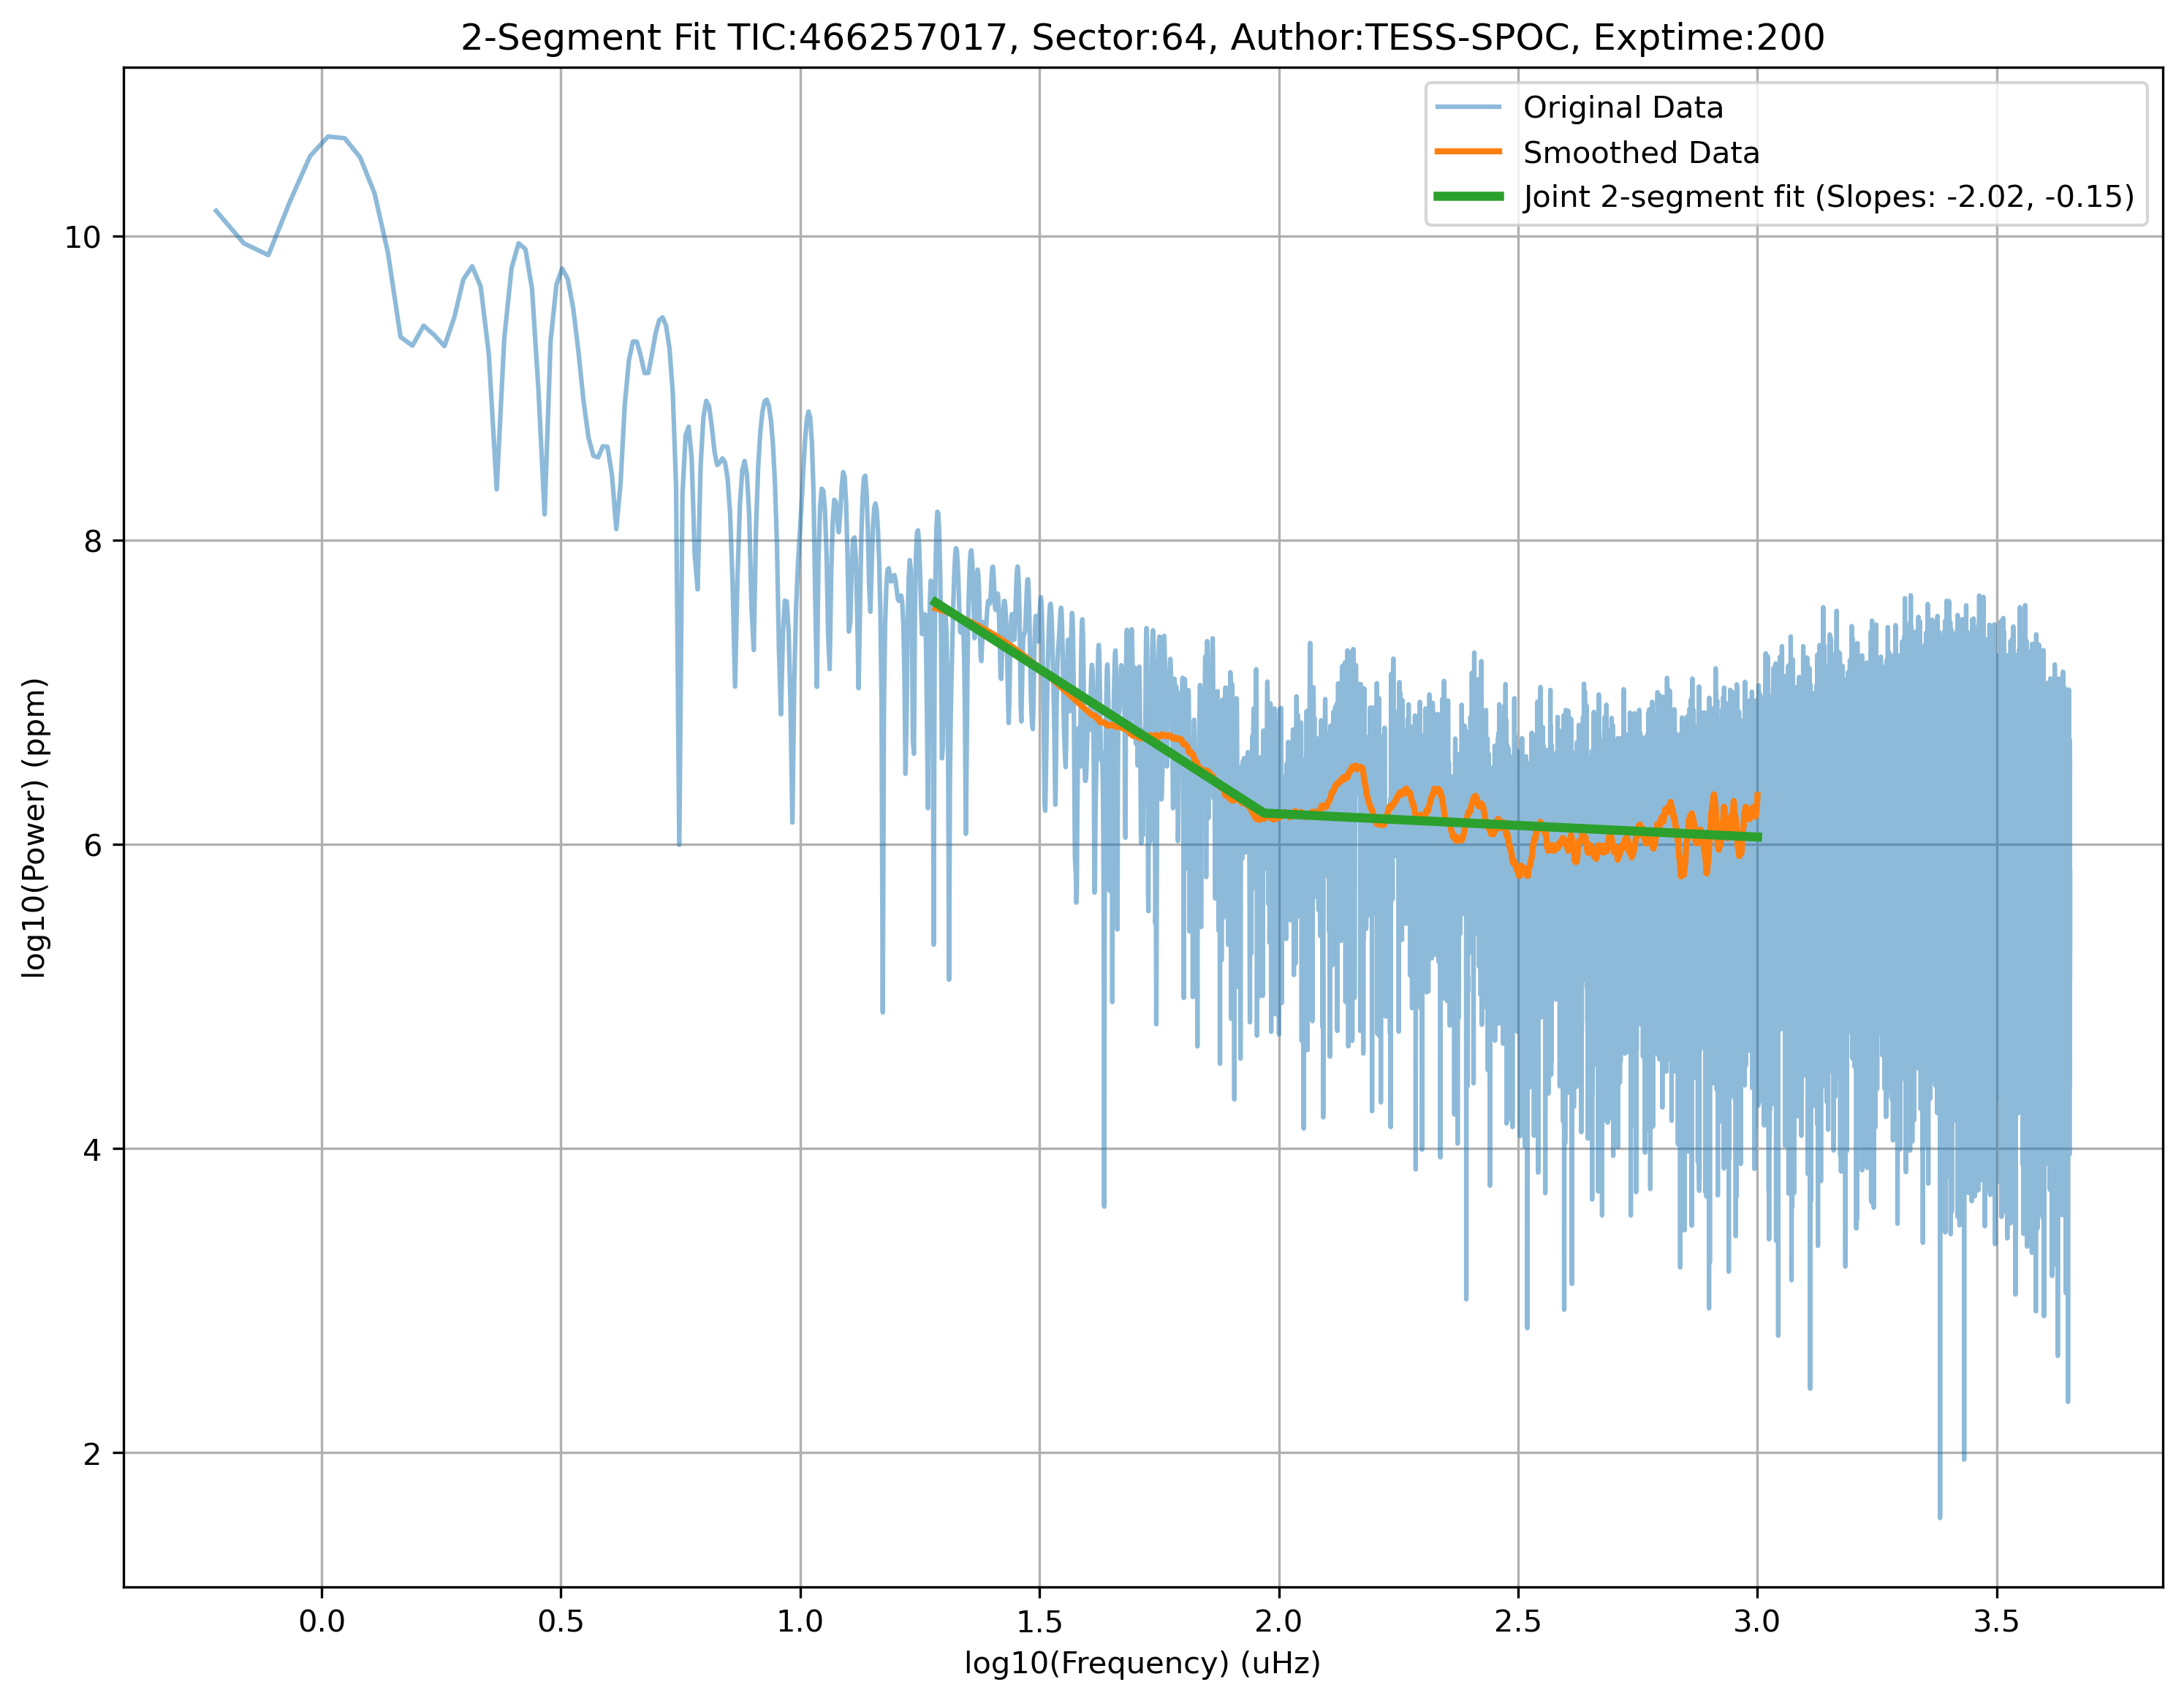 2-Segment Fit TIC:466257017, Sector:64, Author:TESS-SPOC, Exptime:200
Original Data
Smoothed Data
Joint 2-segment fit (Slopes: -2.02, -0.15)
log10(Power) (ppm)
10
8
6
4
2
0.0 0.5 1.0 1.5 2.0 2.5 3.0 3.5
log10(Frequency) (uHz)